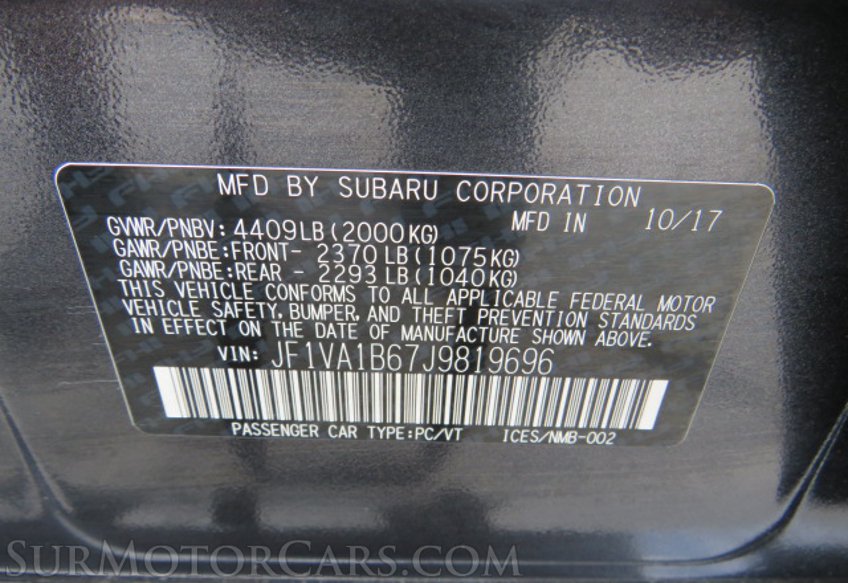 MFD BY SUBARU CORPORATION
GVWR/PNBV: 4409LB(2000KG) MFD IN 10/17
GAWR/PNBE:FRONT- 2370LB(1075KG)
GAWR/PNBE:REAR - 2293LB(1040KG)
THIS VEHICLE CONFORMS TO ALL APPLICABLE FEDERAL MOTOR
VEHICLE SAFETY, BUMPER, AND THEFT PREVENTION STANDARDS
IN EFFECT ON THE DATE OF MANUFACTURE SHOWN ABOVE.
VIN: JF1VA1B67J9819696
PASSENGER CAR TYPE:PC/VT ICES/NMB-002
SURMOTORCARS.COM